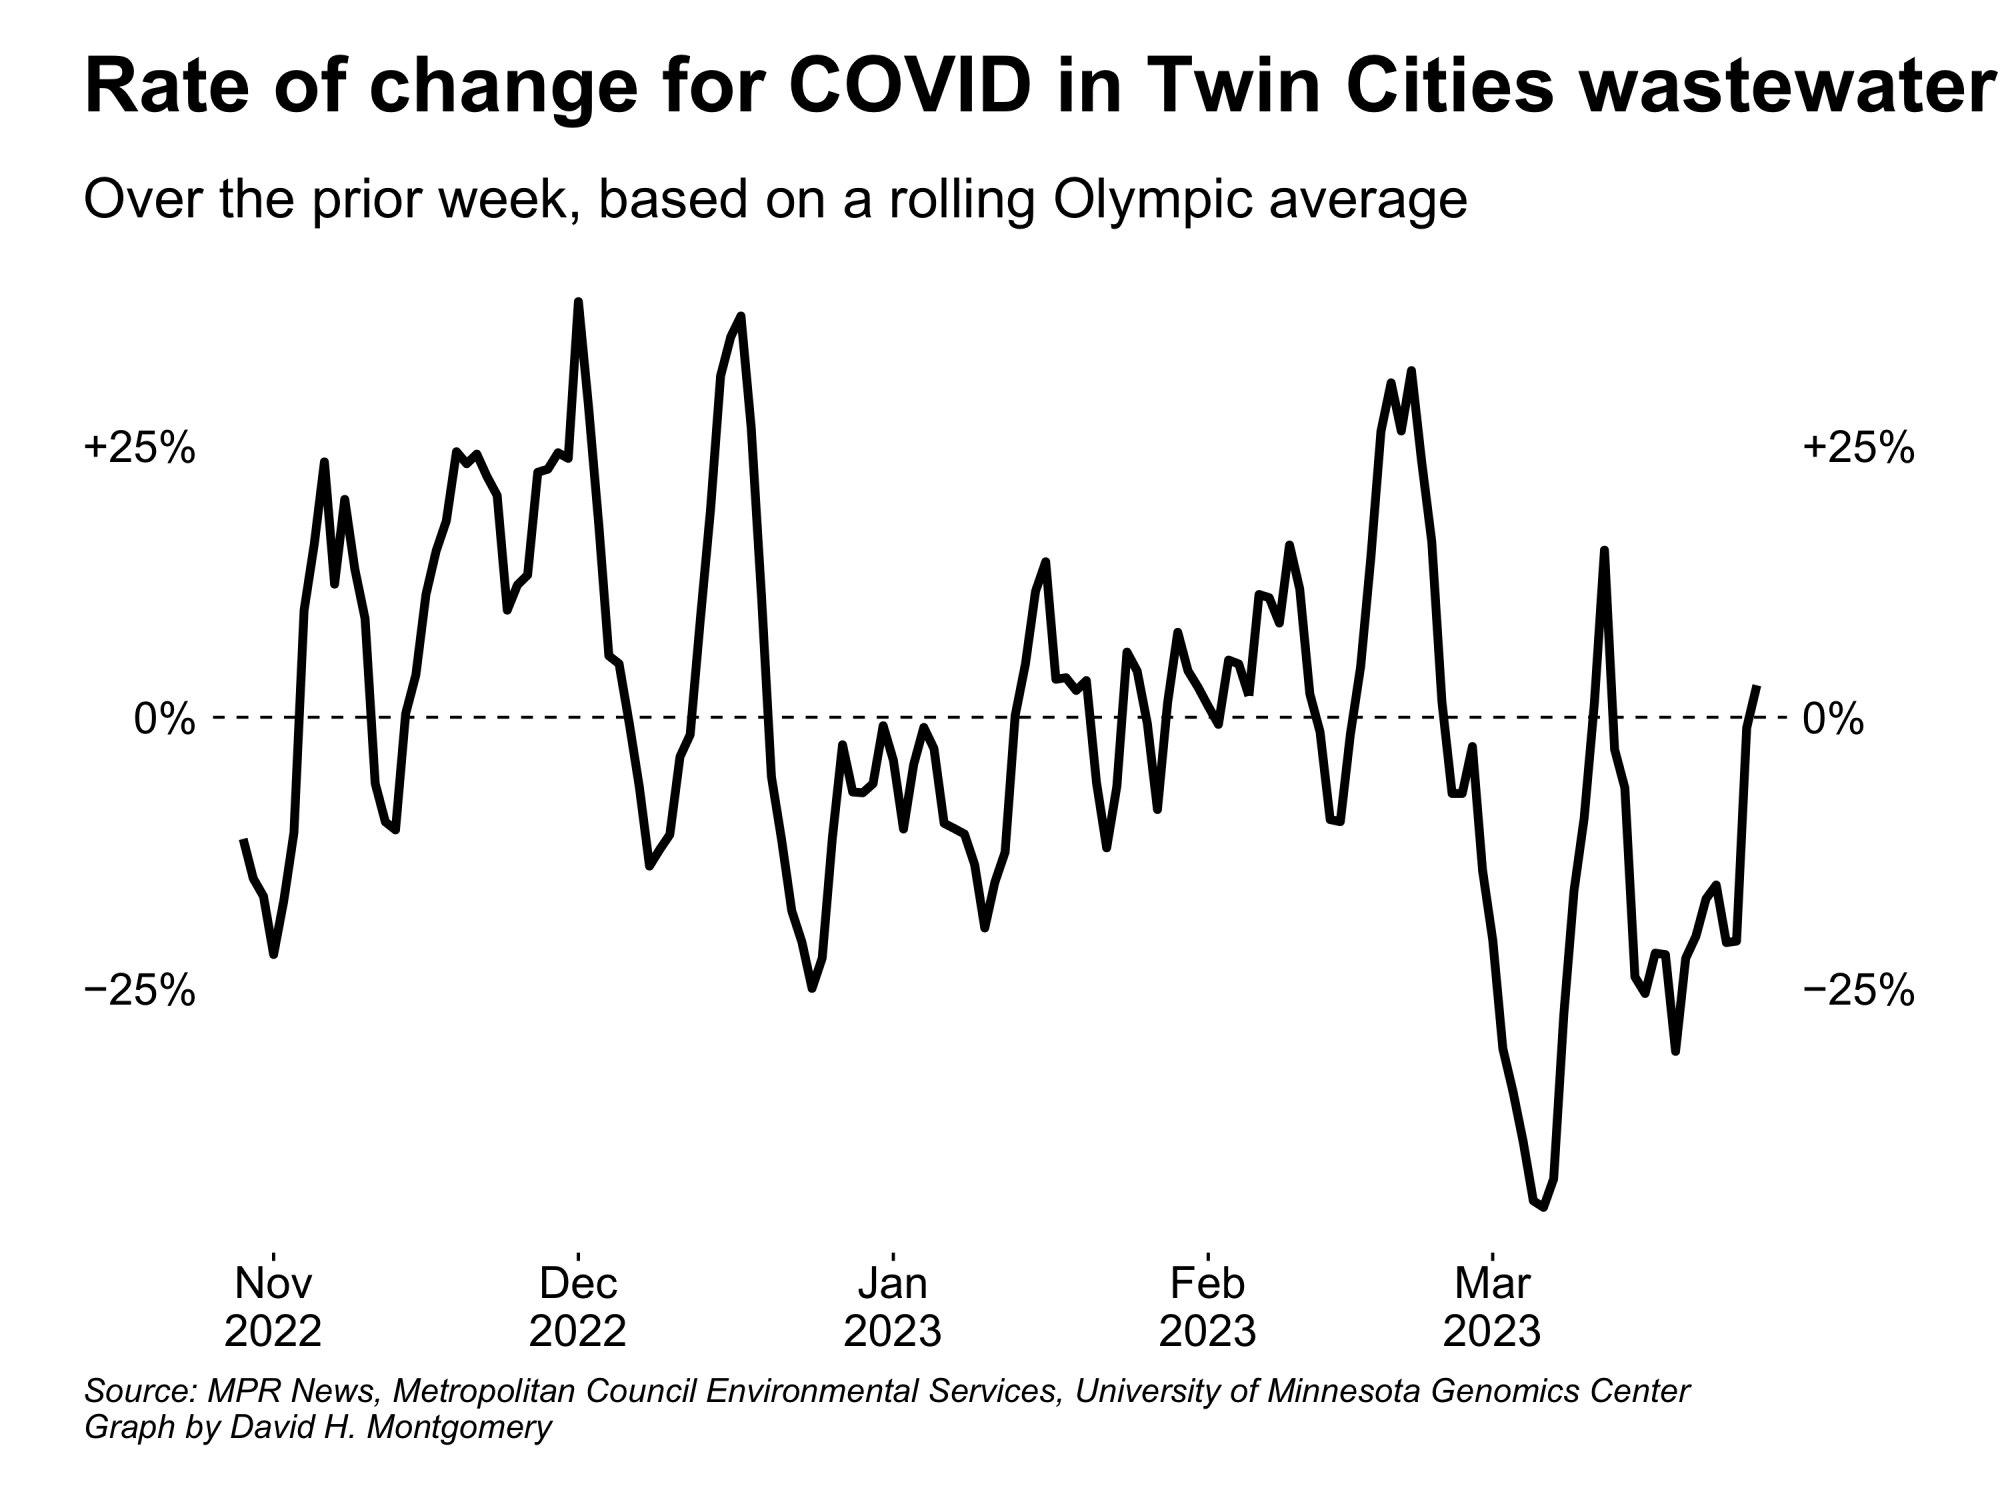 Rate of change for COVID in Twin Cities wastewater
Over the prior week, based on a rolling Olympic average
+25% +25%
0% 0%
−25% −25%
Nov Dec Jan Feb Mar
2022 2022 2023 2023 2023
Source: MPR News, Metropolitan Council Environmental Services, University of Minnesota Genomics Center
Graph by David H. Montgomery